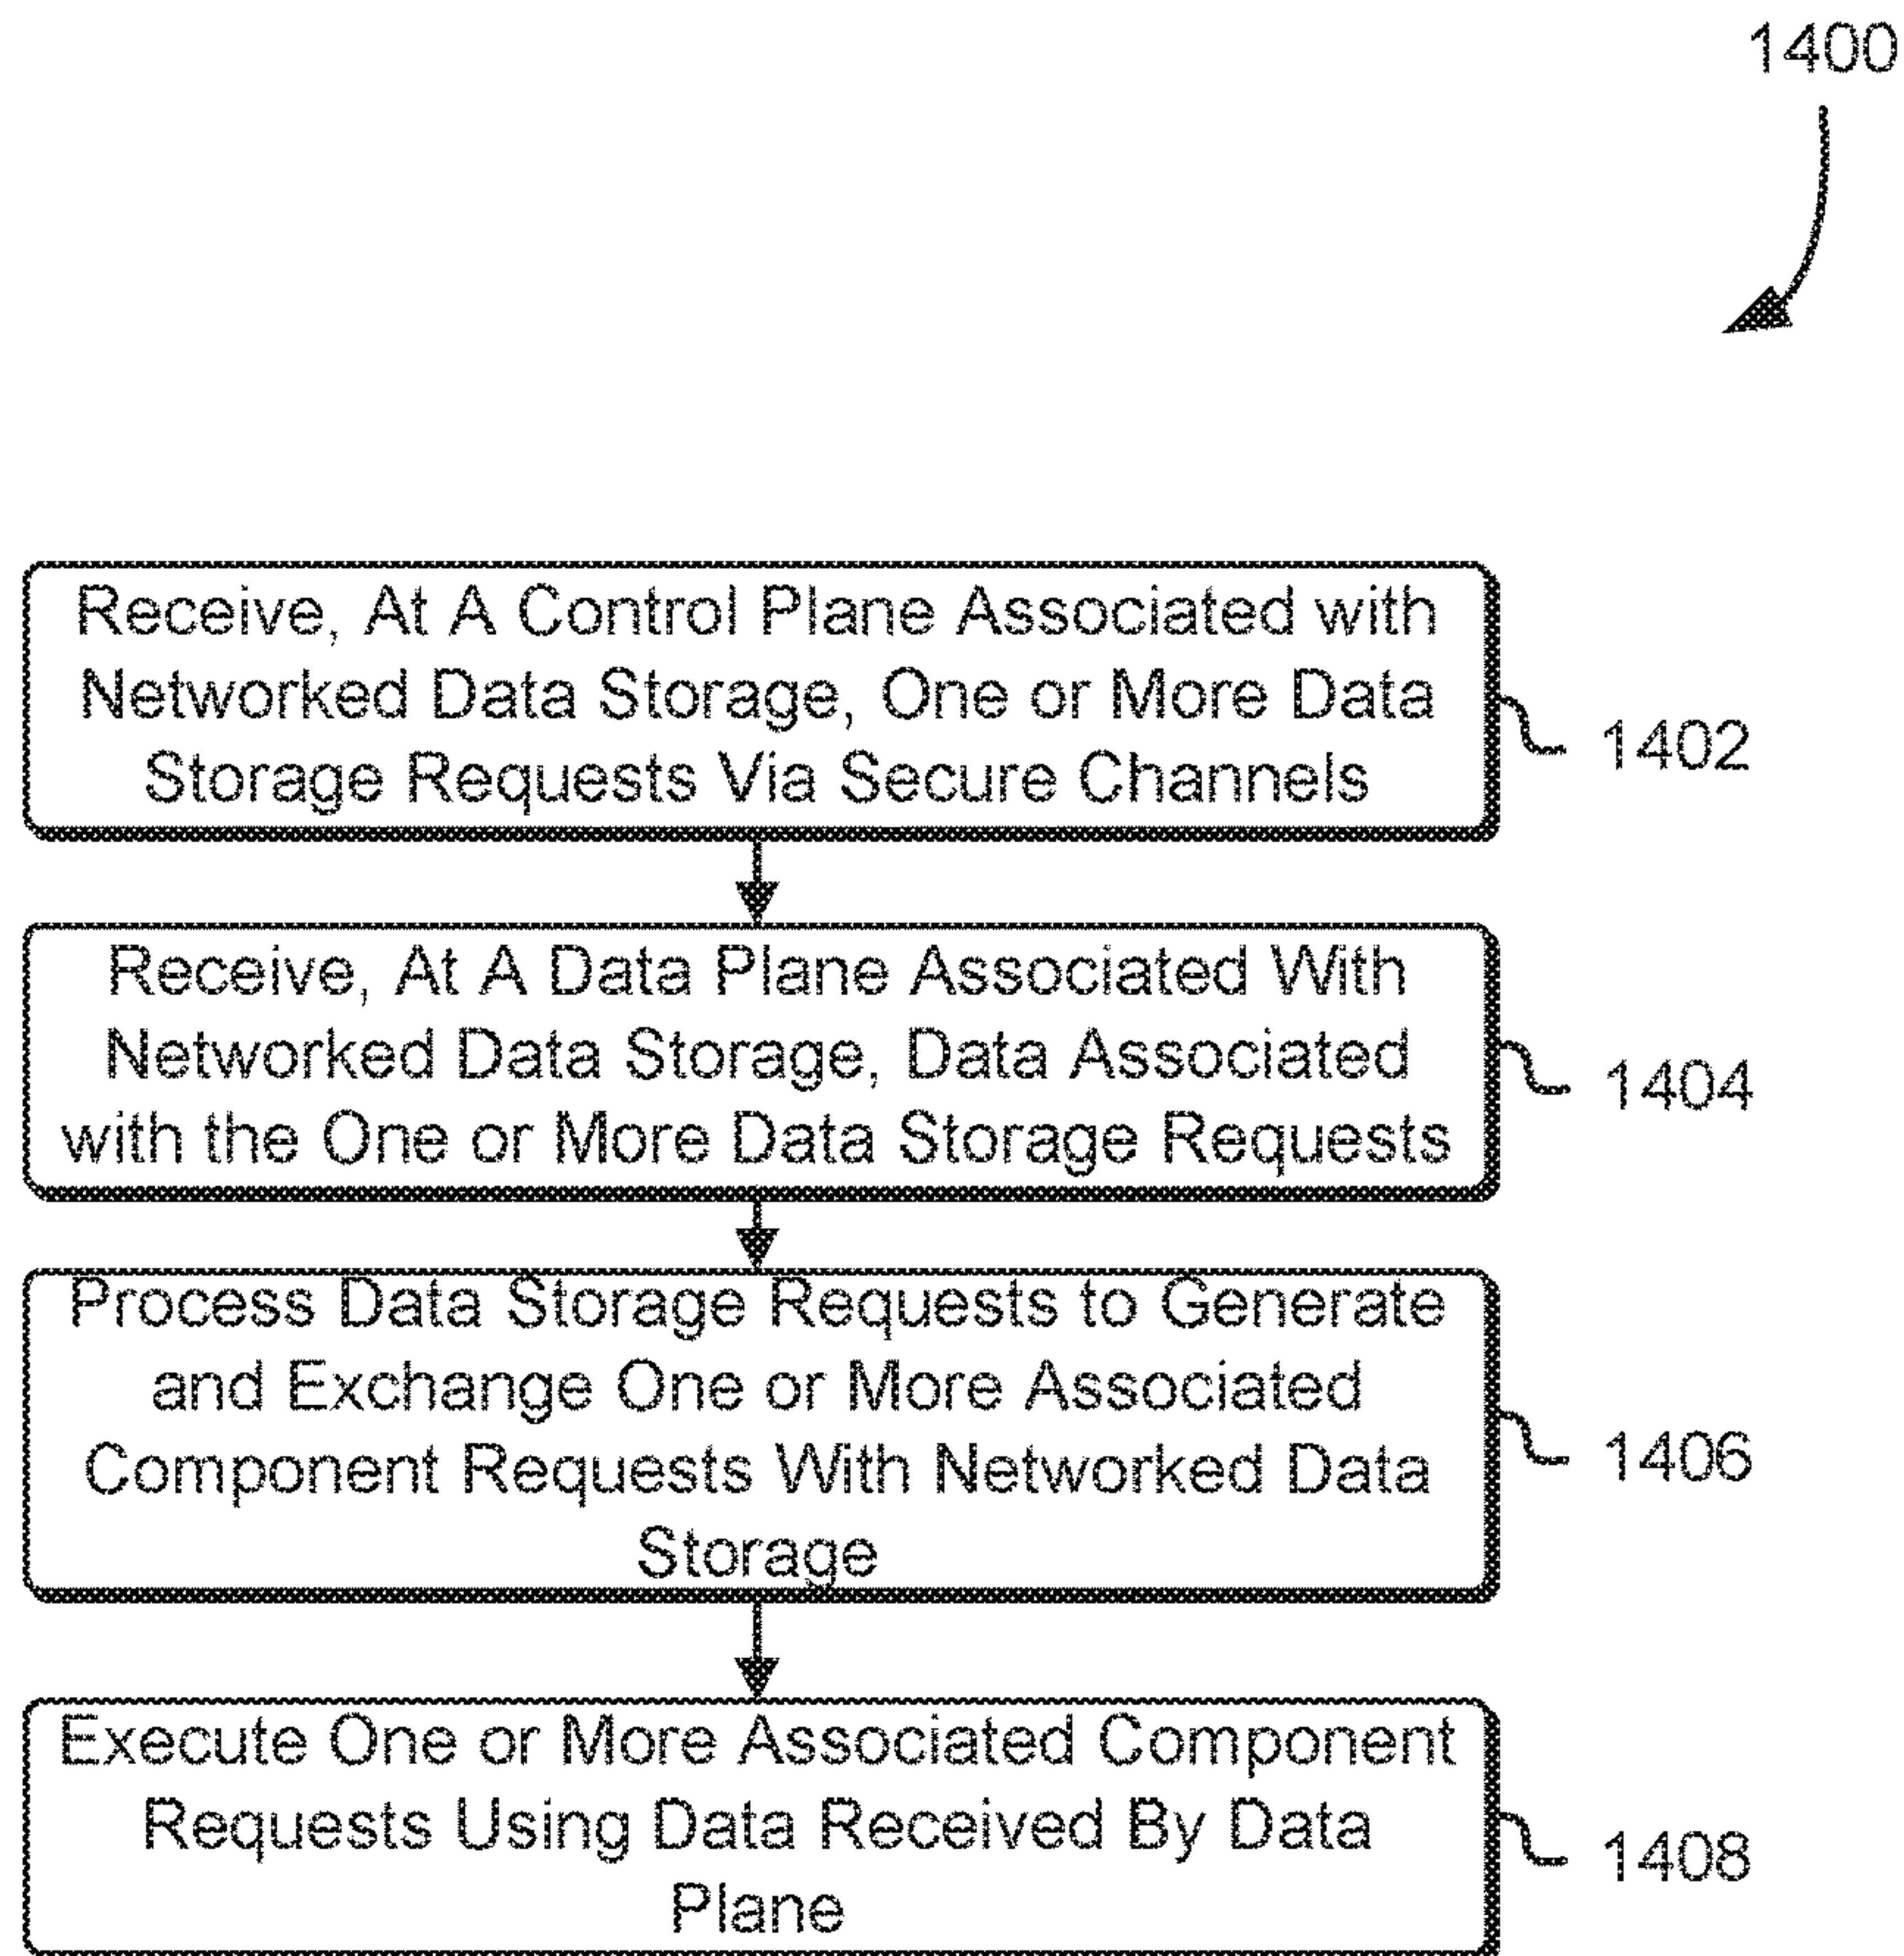 1400
Receive, At A Control Plane Associated with
Networked Data Storage, One or More Data
Storage Requests Via Secure Channels
1402
Receive, At A Data Plane Associated With
Networked Data Storage, Data Associated
with the One or More Data Storage Requests
1404
Process Data Storage Requests to Generate
and Exchange One or More Associated
Component Requests With Networked Data
Storage
1406
Execute One or More Associated Component
Requests Using Data Received By Data
Plane
1408